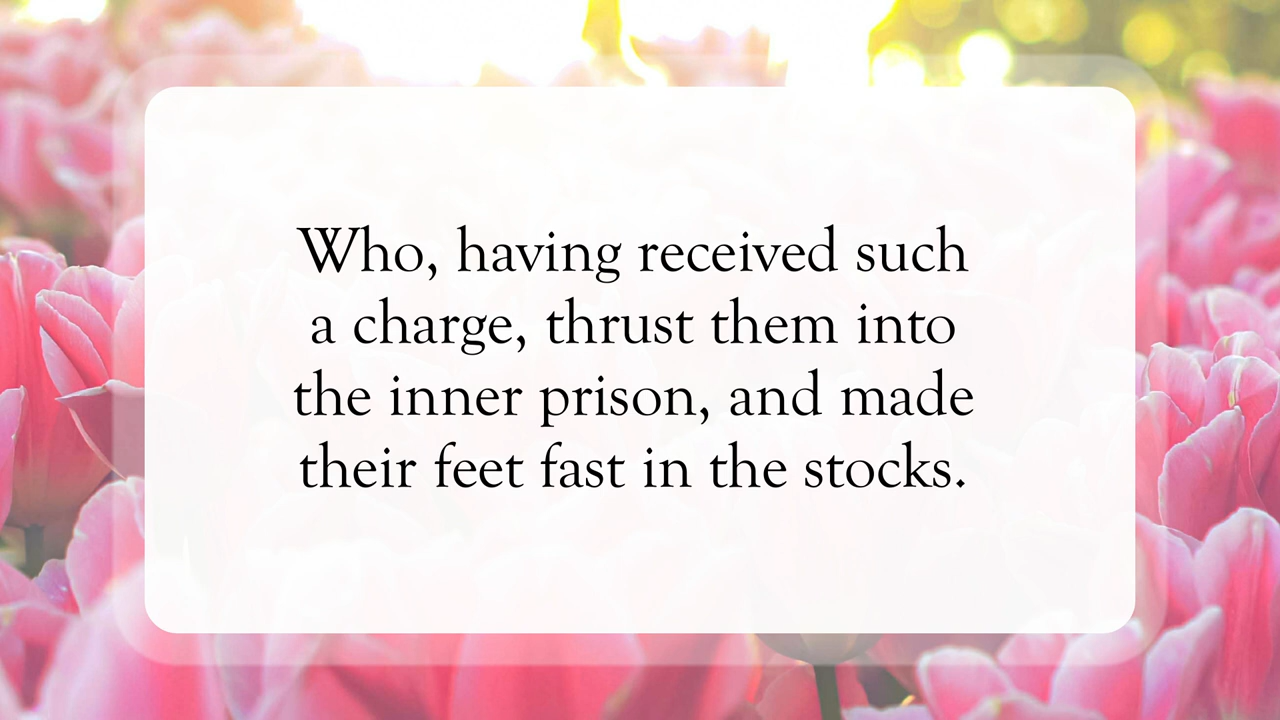 Who, having received such
a charge, thrust them into
the inner prison, and made
their feet fast in the stocks.